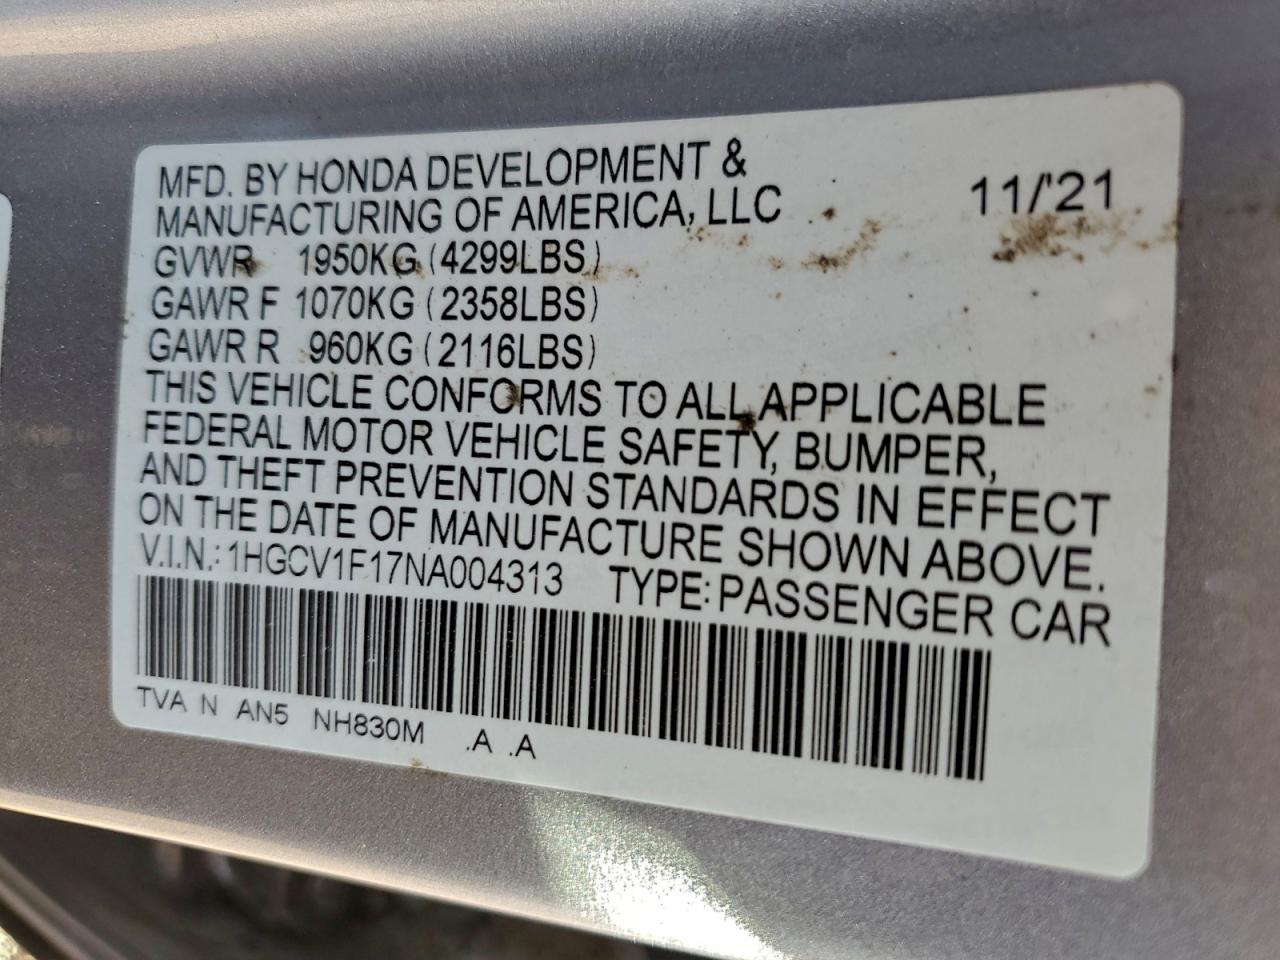 MFD. BY HONDA DEVELOPMENT &
MANUFACTURING OF AMERICA, LLC 11/'21
GVWR 1950KG (4299LBS)
GAWR F 1070KG (2358LBS)
GAWR R 960KG (2116LBS)
THIS VEHICLE CONFORMS TO ALL APPLICABLE
FEDERAL MOTOR VEHICLE SAFETY, BUMPER,
AND THEFT PREVENTION STANDARDS IN EFFECT
ON THE DATE OF MANUFACTURE SHOWN ABOVE.
V.I.N.: 1HGCV1F17NA004313 TYPE: PASSENGER CAR
TVA N AN5 NH830M .A .A